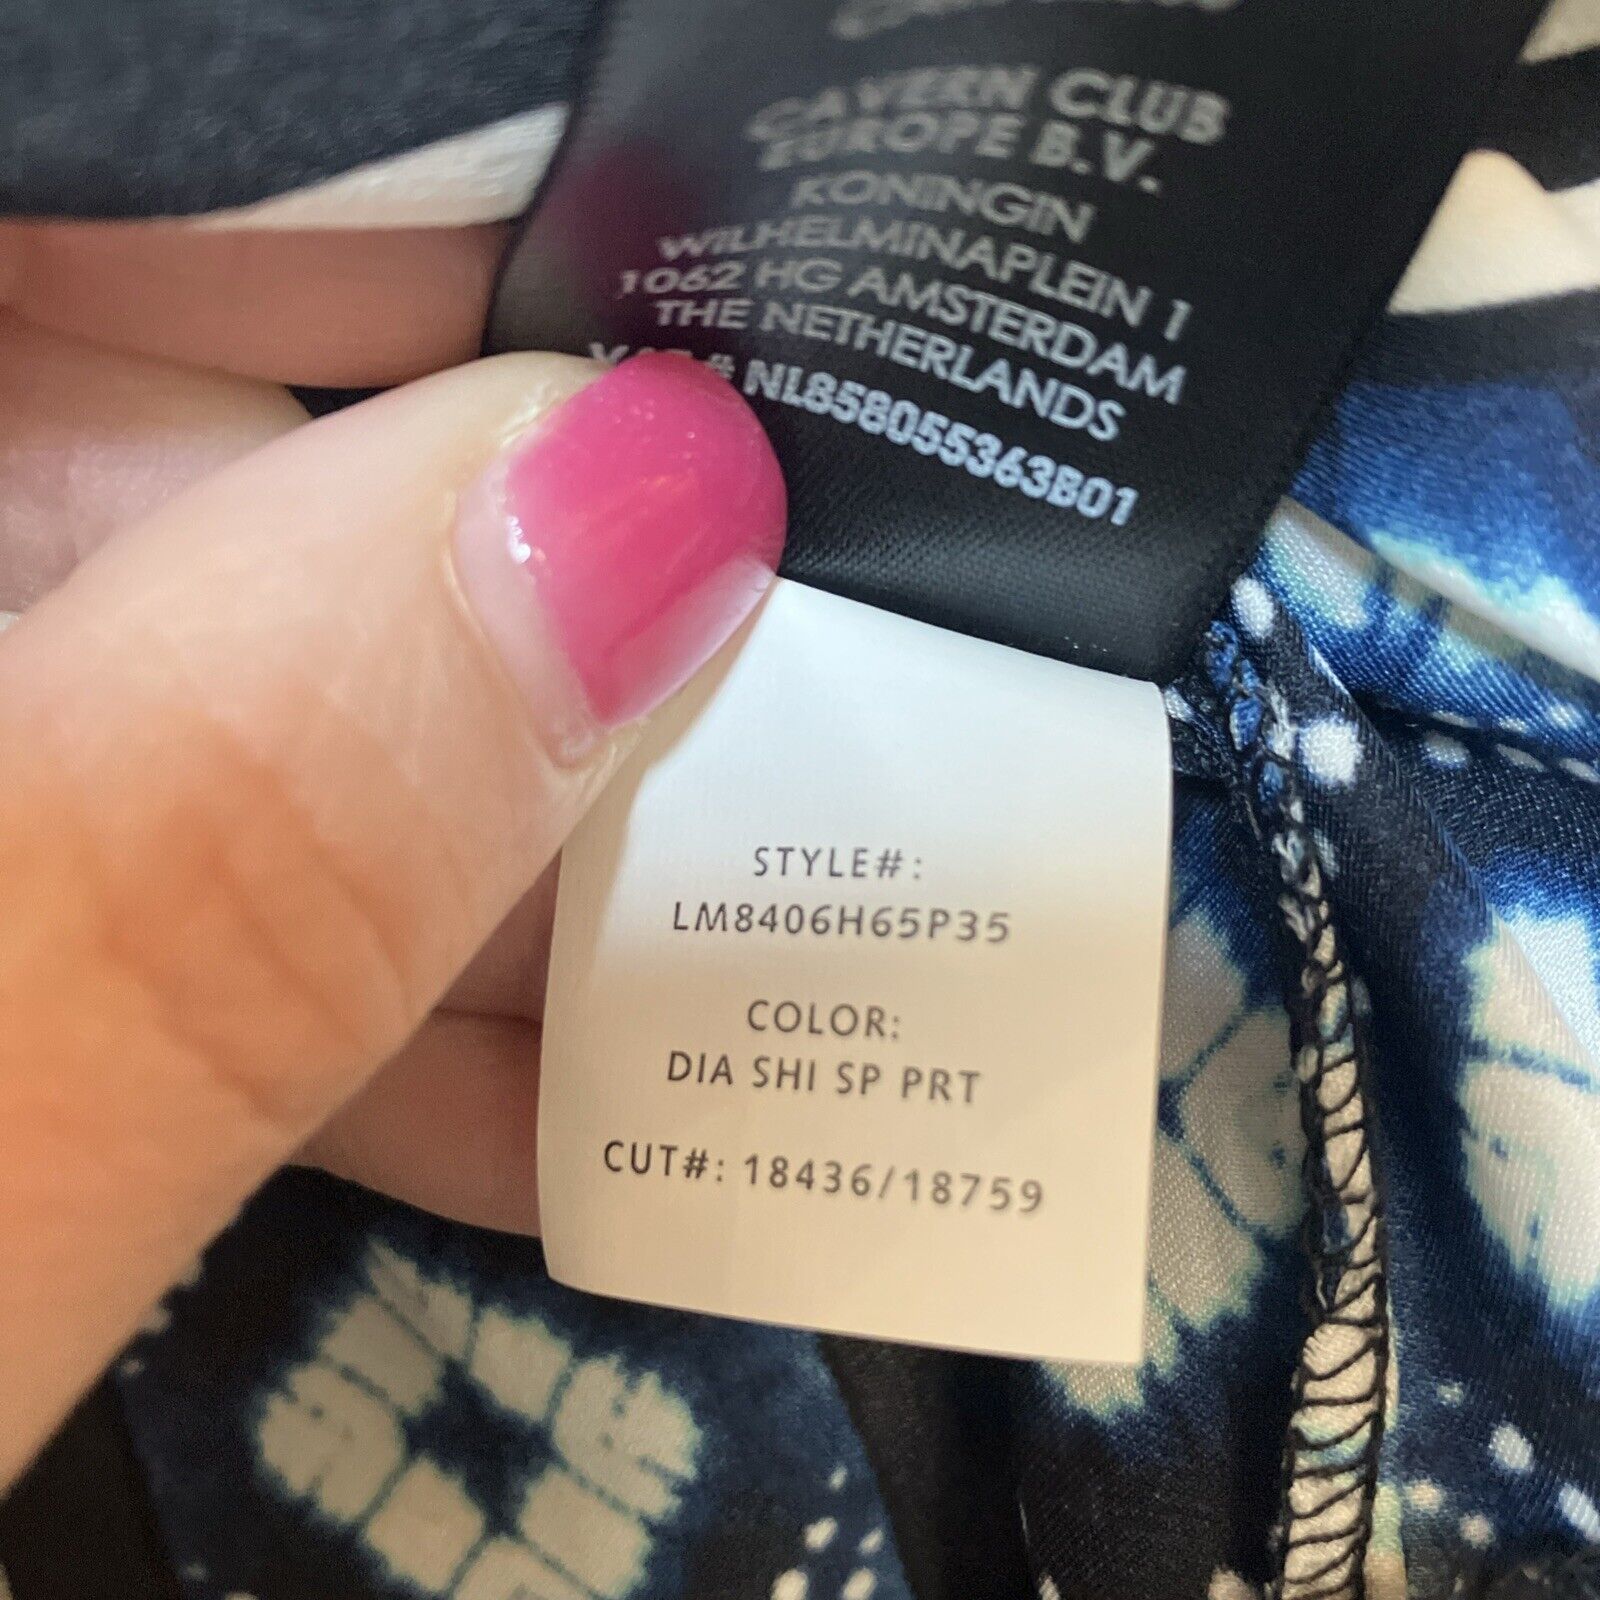 CAVERN CLUB
EUROPE B.V.
KONINGIN
WILHELMINAPLEIN 1
1062 HG AMSTERDAM
THE NETHERLANDS
# NL858055363B01
STYLE#:
LM8406H65P35
COLOR:
DIA SHI SP PRT
CUT#: 18436/18759